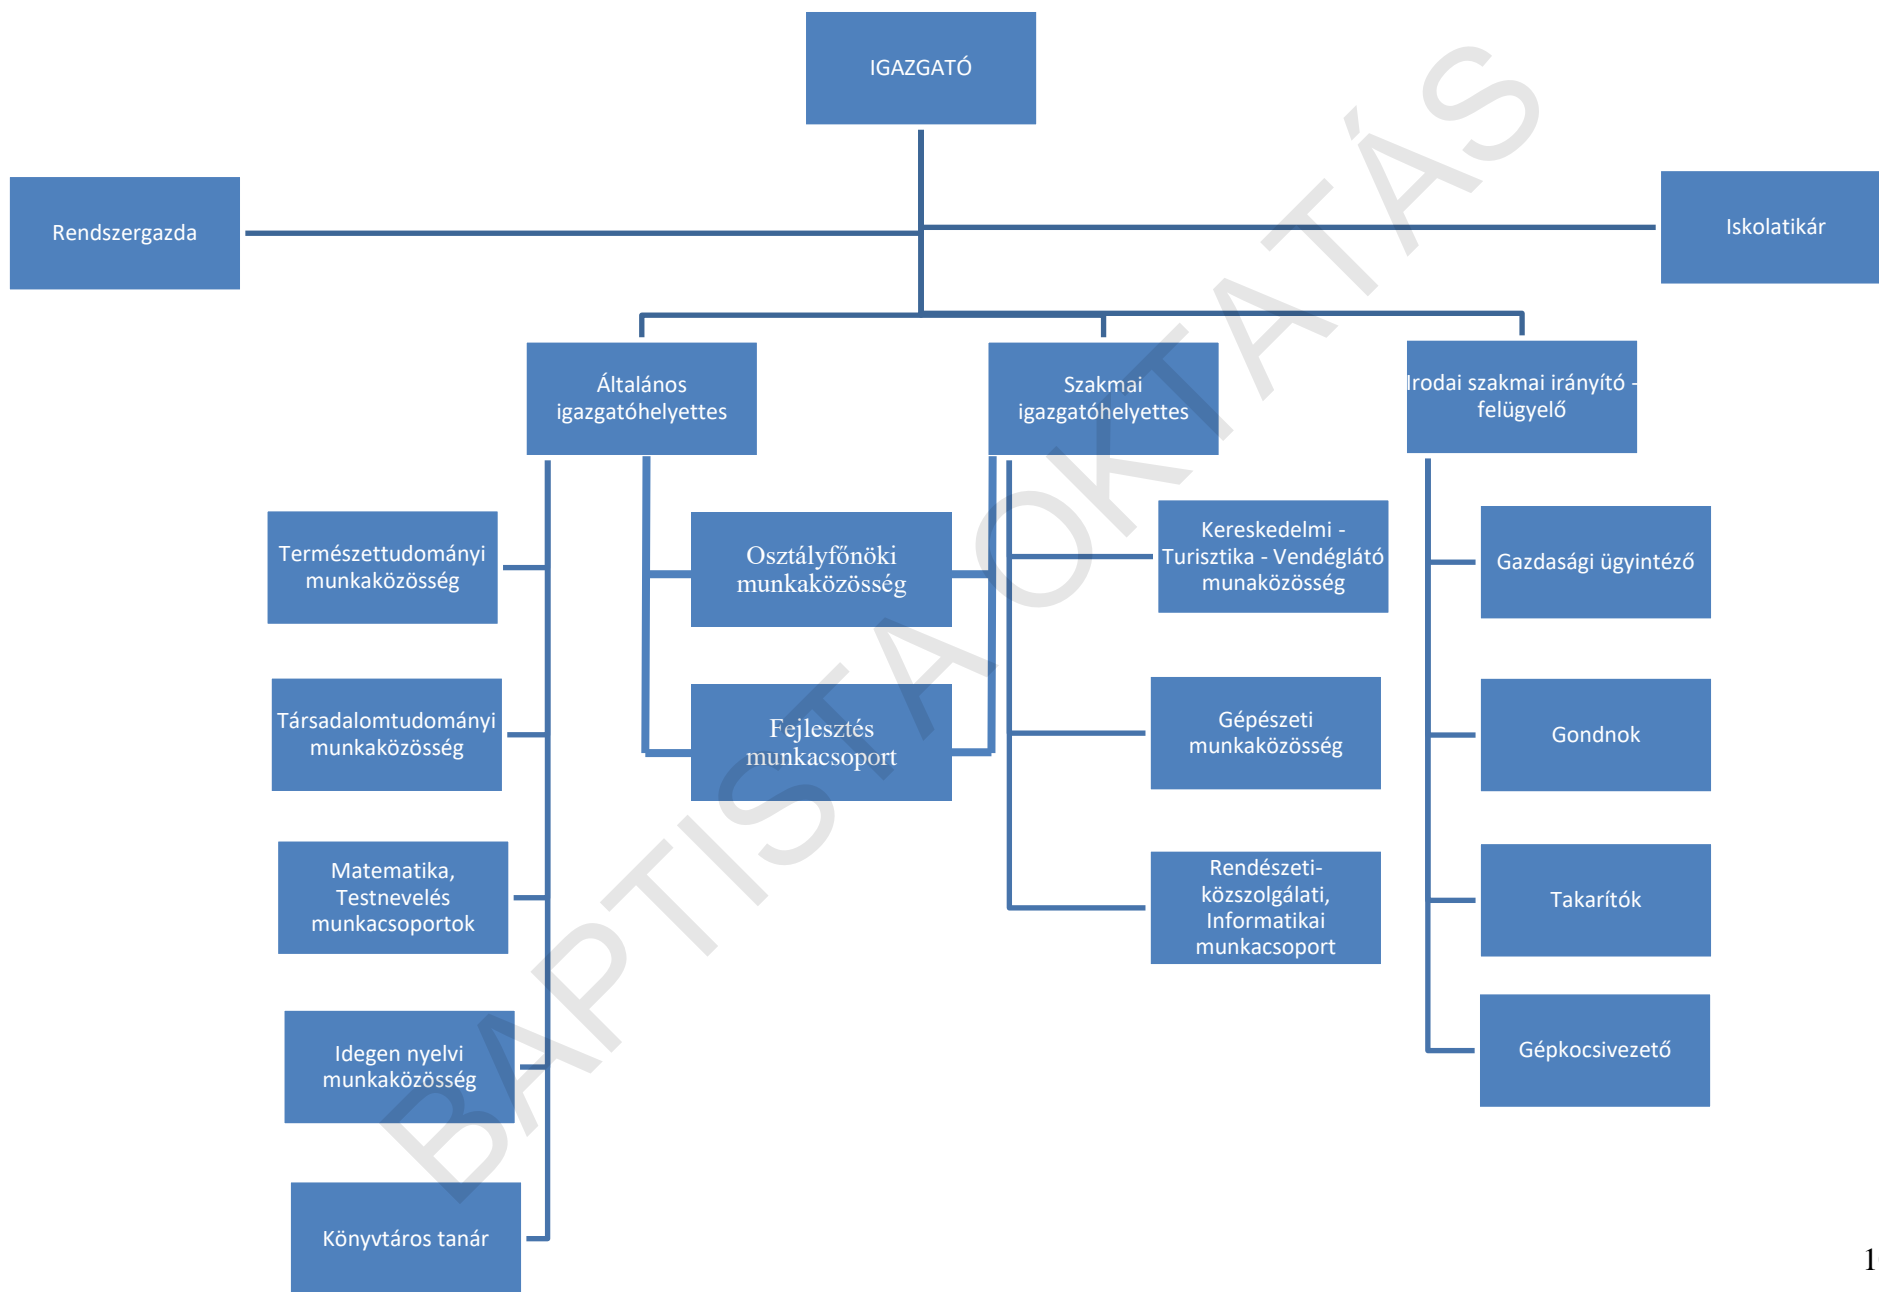 IGAZGATÓ
Rendszergazda
Iskolatikár
Általános
igazgatóhelyettes
Szakmai
igazgatóhelyettes
Irodai szakmai irányító -
felügyelő
Természettudományi
munkaközösség
Társadalomtudományi
munkaközösség
Matematika,
Testnevelés
munkacsoportok
Idegen nyelvi
munkaközösség
Könyvtáros tanár
Osztályfőnöki
munkaközösség
Fejlesztés
munkacsoport
Kereskedelmi -
Turisztika - Vendéglátó
munaközösség
Gépészeti
munkaközösség
Rendészeti-
közszolgálati,
Informatikai
munkacsoport
Gazdasági ügyintéző
Gondnok
Takarítók
Gépkocsivezető
BAPTISTA OKTATÁS